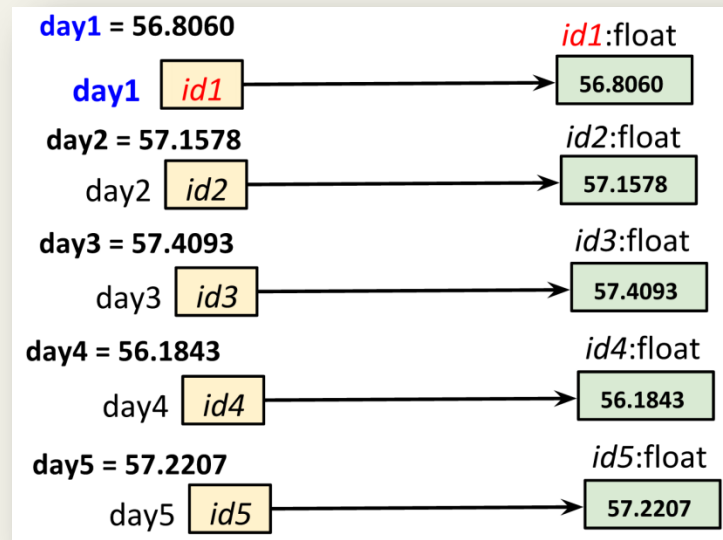 day1 = 56.8060
id1:float
day1 id1 56.8060
day2 = 57.1578
id2:float
day2 id2 57.1578
day3 = 57.4093
id3:float
day3 id3 57.4093
day4 = 56.1843
id4:float
day4 id4 56.1843
day5 = 57.2207
id5:float
day5 id5 57.2207